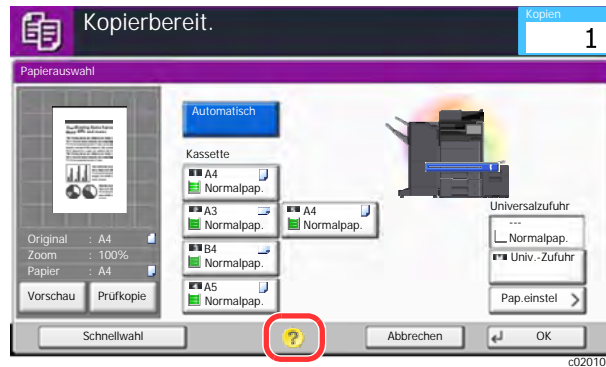 Kopierbereit.
Kopien
1
Papierauswahl
Automatisch
Kassette
A4
Normalpap.
A3
Normalpap.
A4
Normalpap.
B4
Normalpap.
A5
Normalpap.
Universalzufuhr
---
Normalpap.
Univ.-Zufuhr
Pap.einstel
Original : A4
Zoom : 100%
Papier : A4
Vorschau
Prüfkopie
Schnellwahl
?
Abbrechen
OK
c02010